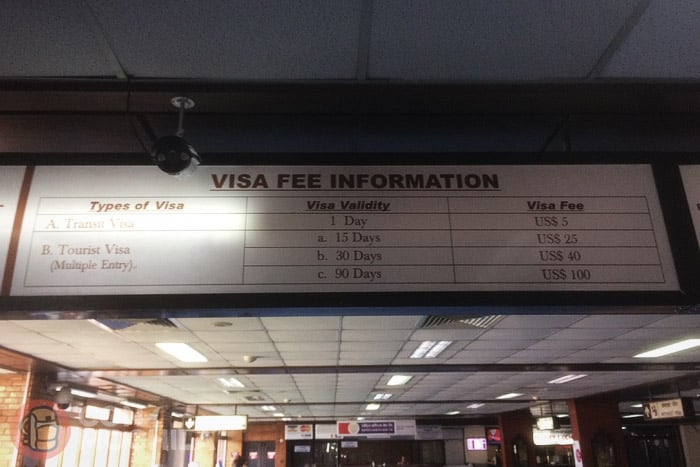 VISA FEE INFORMATION
Types of Visa Visa Validity Visa Fee
A. Transit Visa 1 Day US$ 5
B. Tourist Visa a. 15 Days US$ 25
(Multiple Entry). b. 30 Days US$ 40
c. 90 Days US$ 100